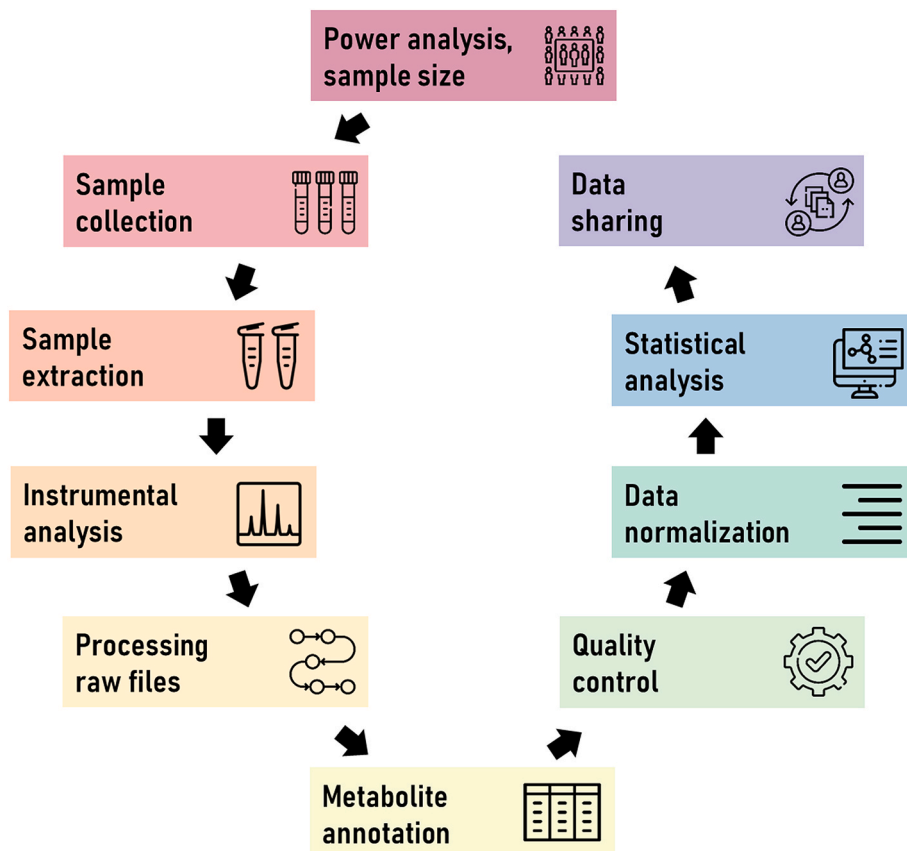 Power analysis,
sample size
Sample
collection
Sample
extraction
Instrumental
analysis
Processing
raw files
Metabolite
annotation
Quality
control
Data
normalization
Statistical
analysis
Data
sharing